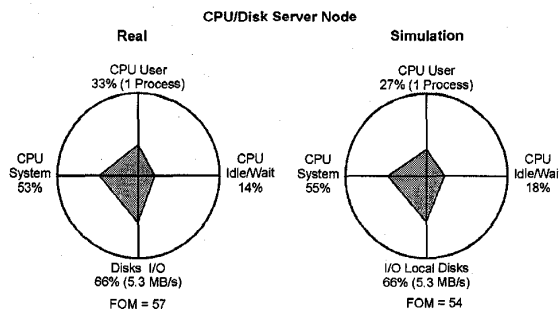 CPU/Disk Server Node
Real
CPU User
33% (1 Process)
CPU
System
53%
CPU
Idle/Wait
14%
Disks I/O
66% (5.3 MB/s)
FOM = 57
Simulation
CPU User
27% (1 Process)
CPU
System
55%
CPU
Idle/Wai
18%
I/O Local Disks
66% (5.3 MB/s)
FOM = 54